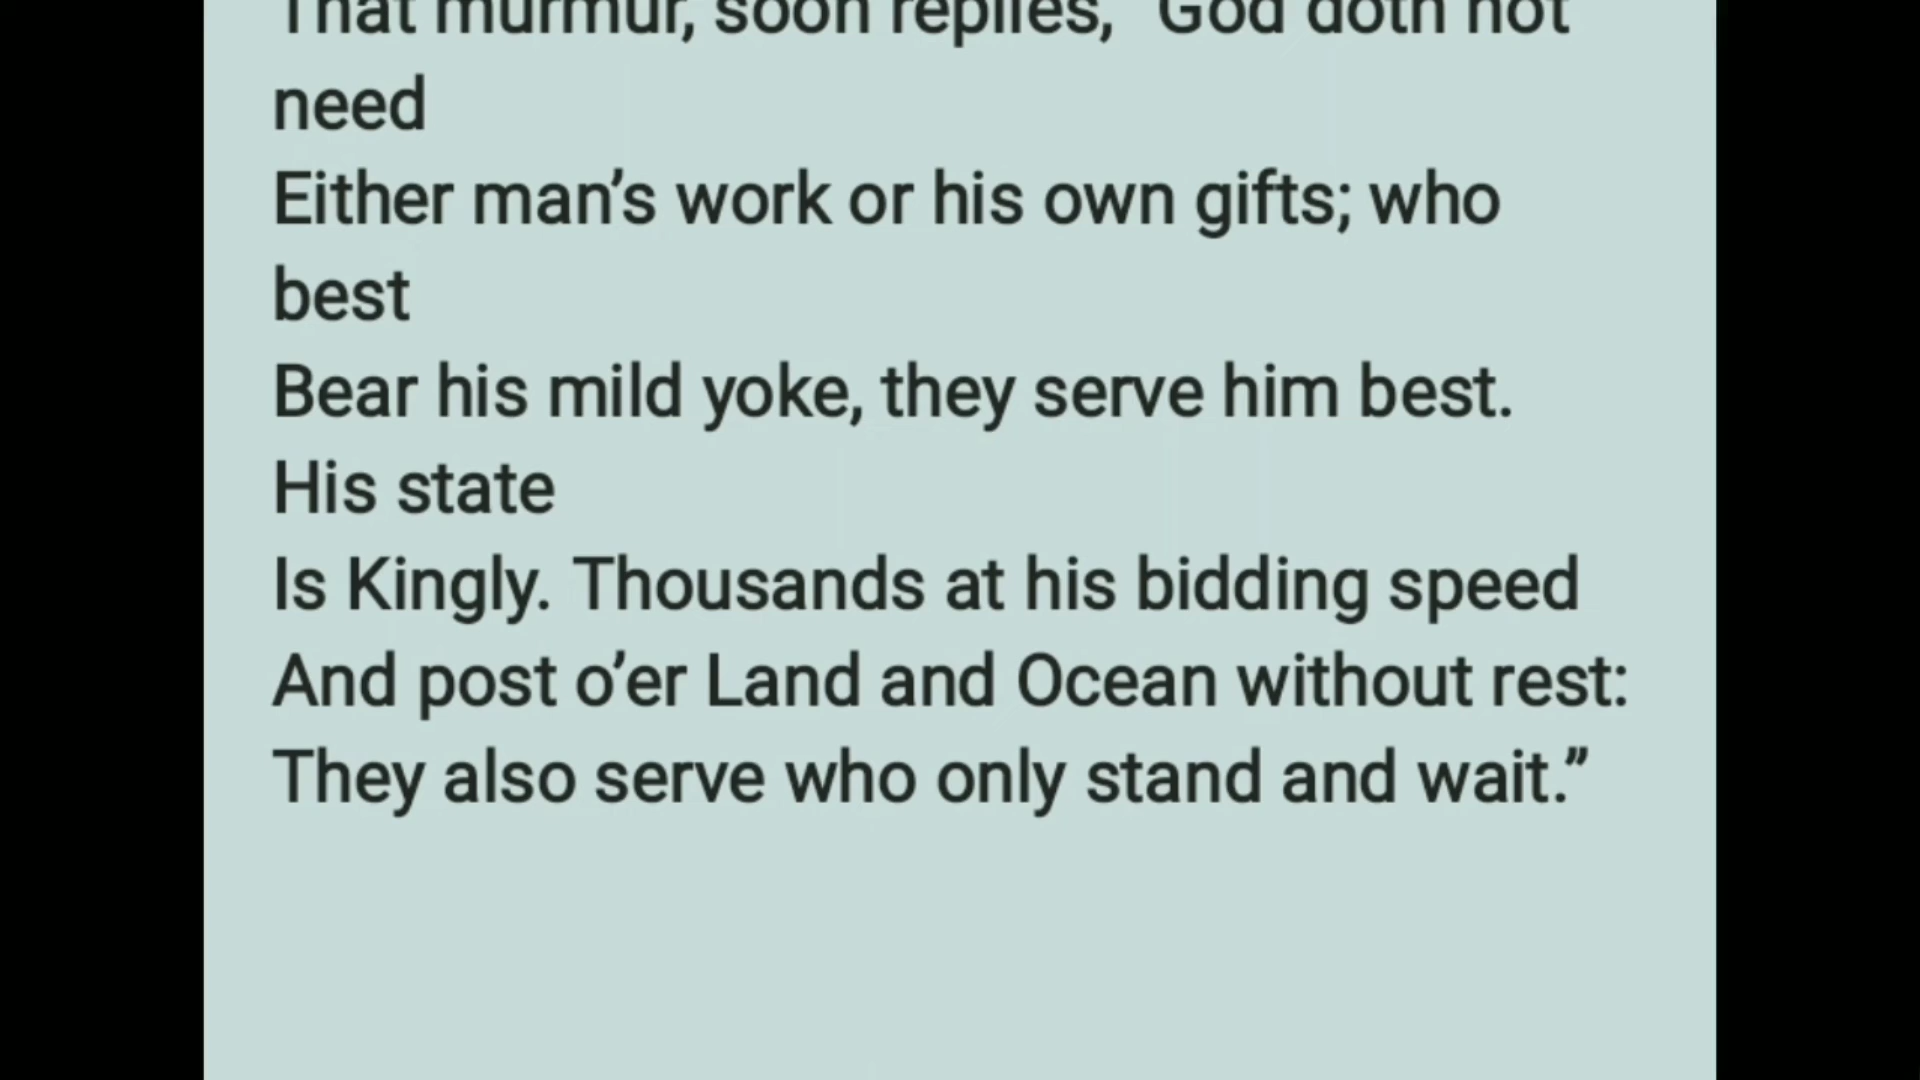 That murmur, soon replies, “God doth not
need
Either man’s work or his own gifts; who
best
Bear his mild yoke, they serve him best.
His state
Is Kingly. Thousands at his bidding speed
And post o’er Land and Ocean without rest:
They also serve who only stand and wait.”